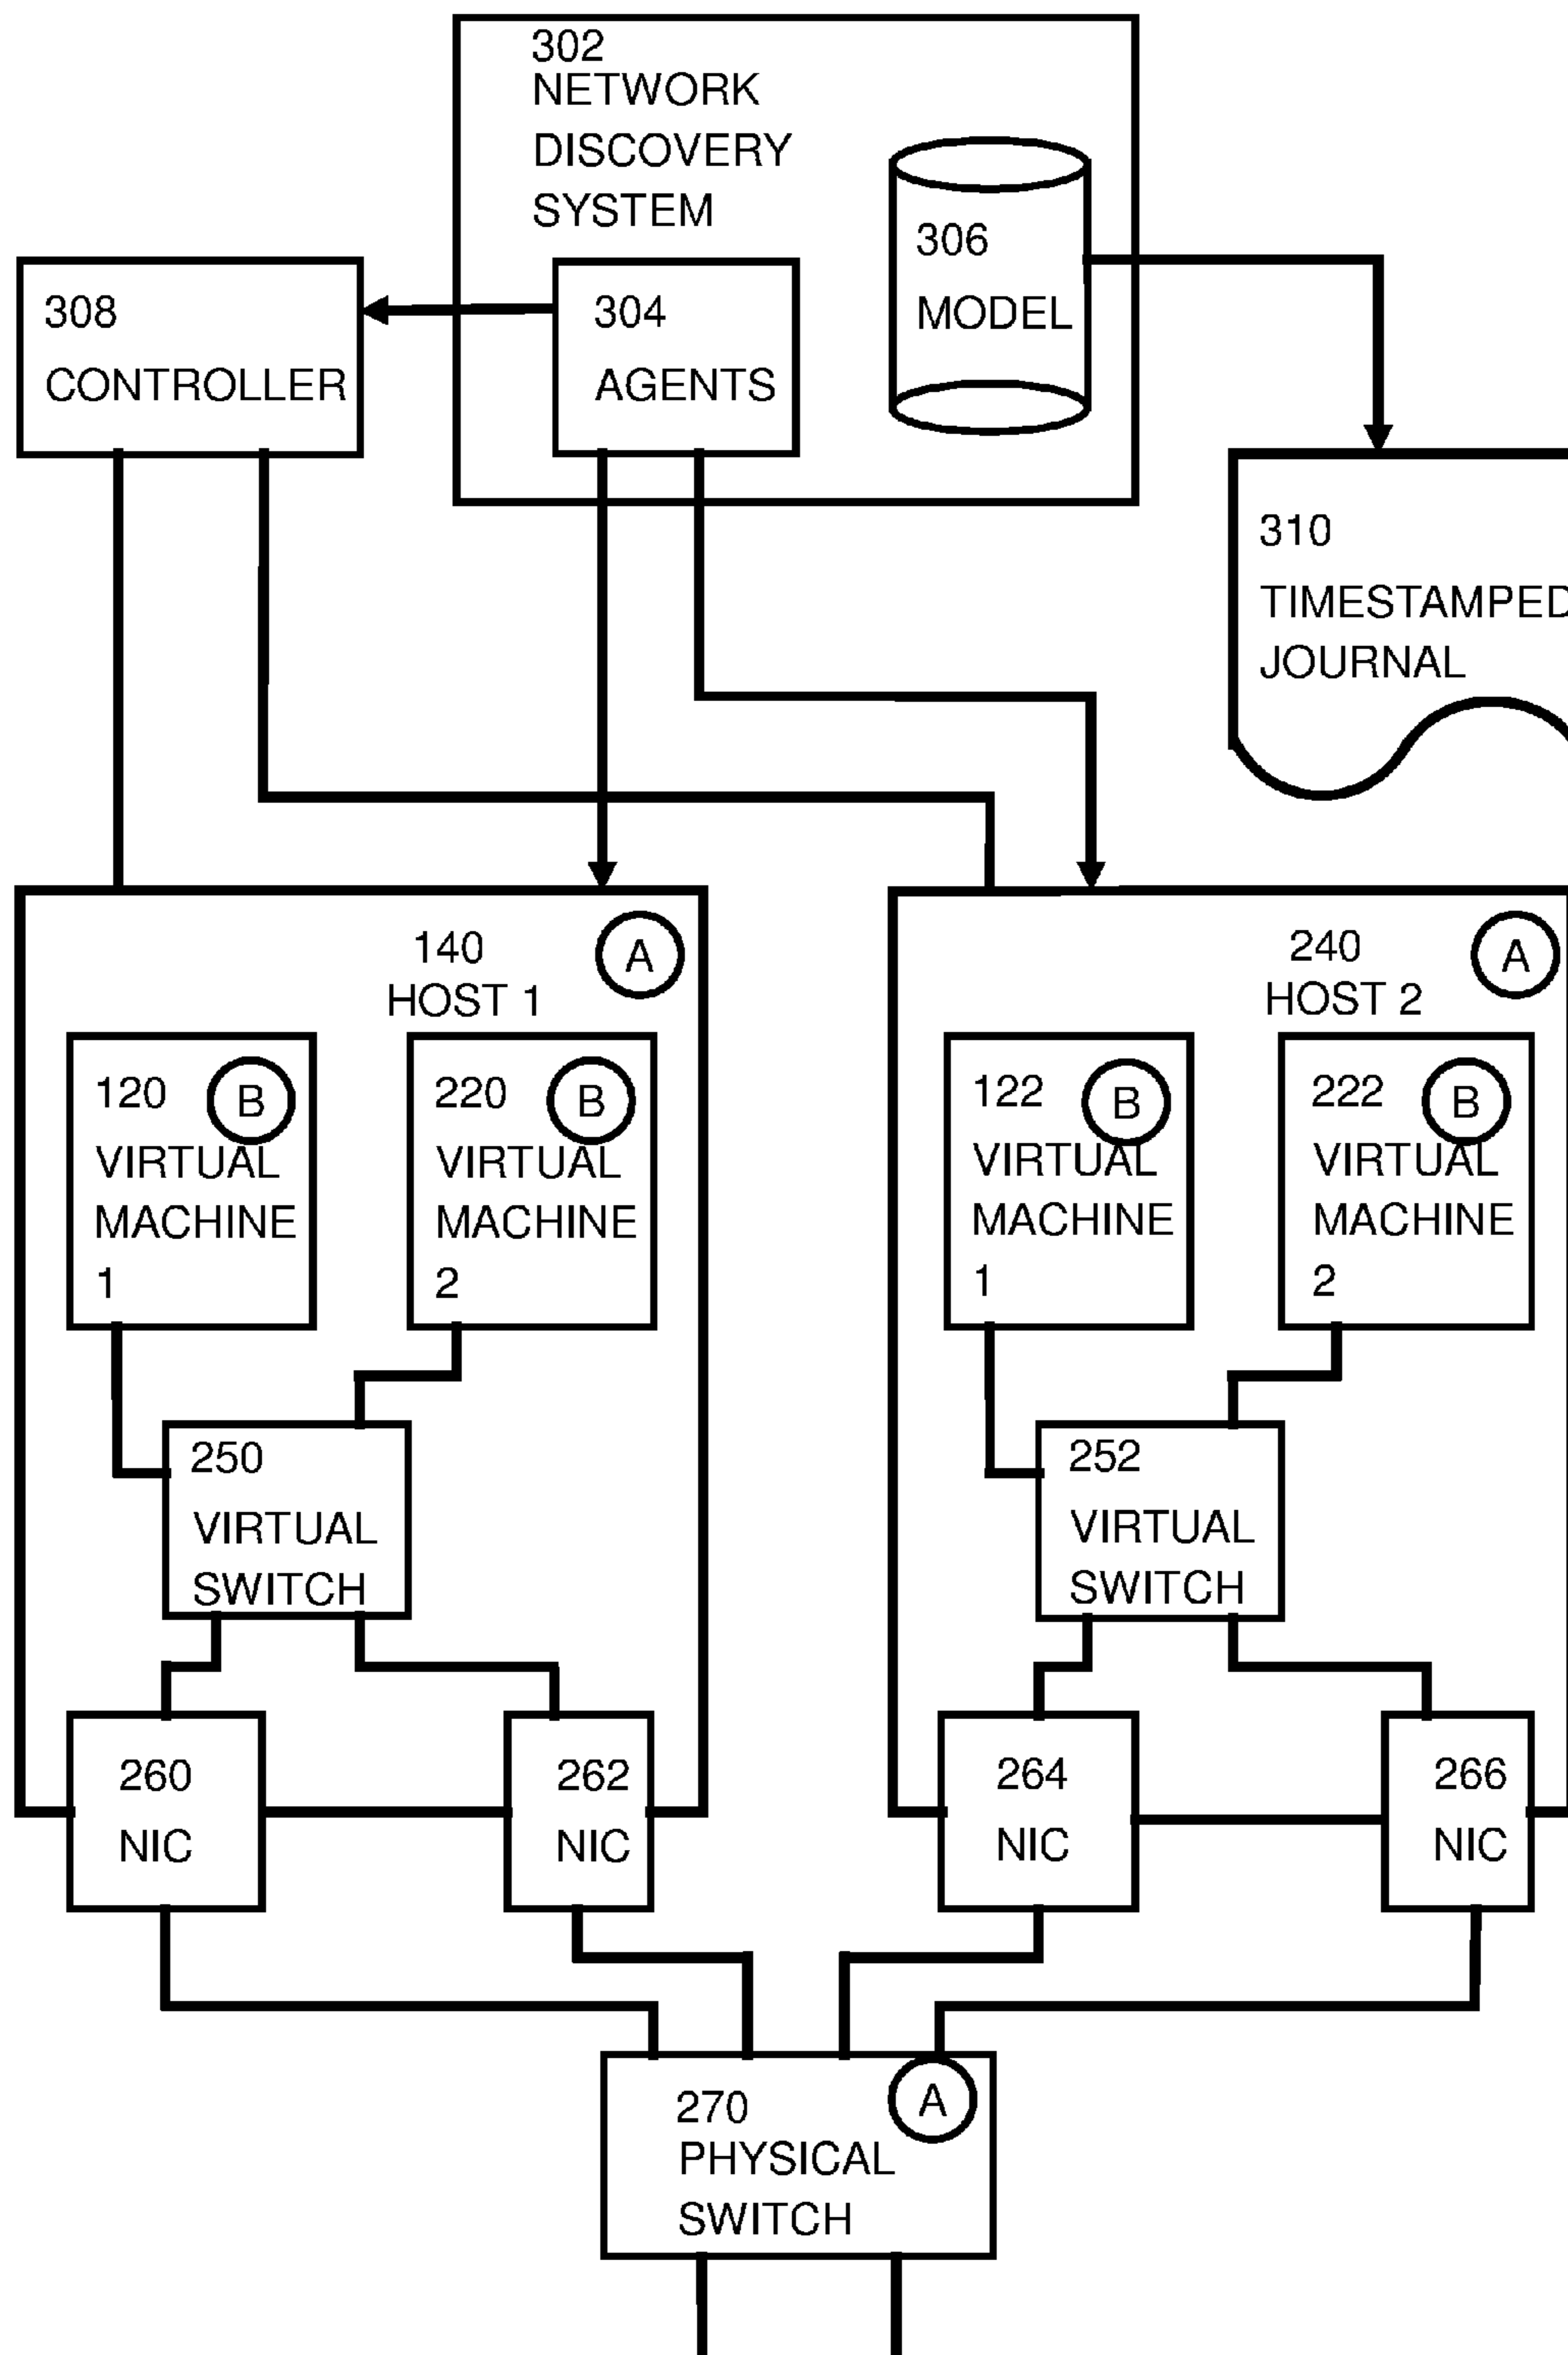 302
NETWORK
DISCOVERY
SYSTEM
306
MODEL
308
CONTROLLER
304
AGENTS
310
TIMESTAMPED
JOURNAL
140
HOST 1
A
240
HOST 2
A
120
B
VIRTUAL
MACHINE
1
220
B
VIRTUAL
MACHINE
2
122
B
VIRTUAL
MACHINE
1
222
B
VIRTUAL
MACHINE
2
250
VIRTUAL
SWITCH
252
VIRTUAL
SWITCH
260
NIC
262
NIC
264
NIC
266
NIC
270
A
PHYSICAL
SWITCH